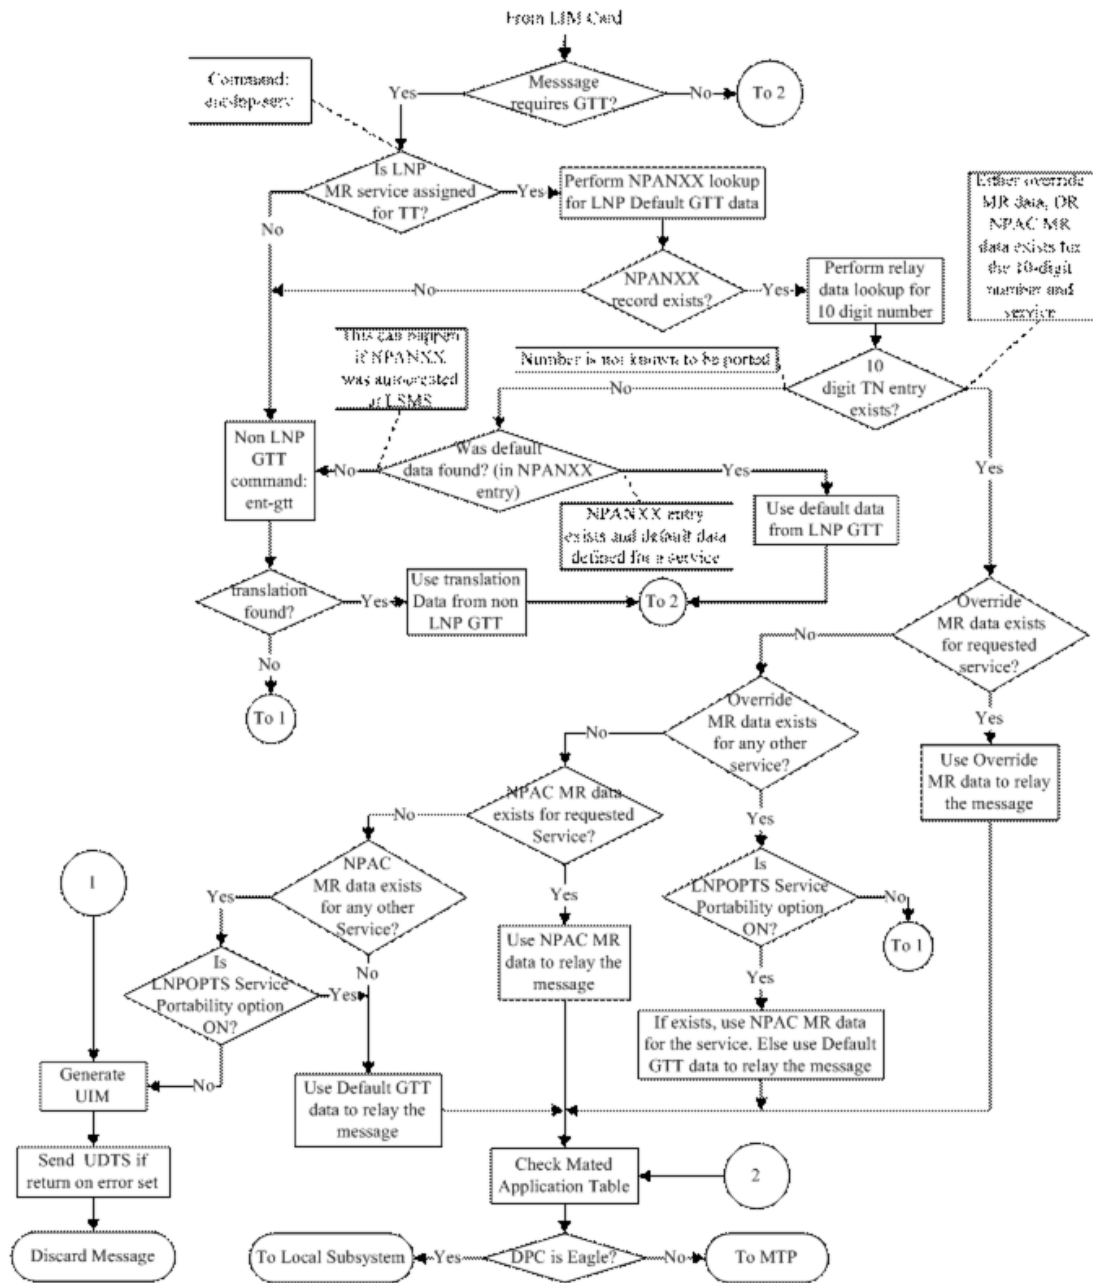 From LIM Card
Command:
ent-lnp-serv
Messsage
requires GTT?
Yes
No
To 2
Is LNP
MR service assigned
for TT?
Yes
No
Perform NPANXX lookup
for LNP Default GTT data
Either override
MR data, OR
NPAC MR
data exists for
the 10-digit
number and
service
NPANXX
record exists?
No
Yes
Perform relay
data lookup for
10 digit number
This can happen
if NPANXX
was autocreated
at LSMS
Number is not known to be ported
10
digit TN entry
exists?
No
Yes
Non LNP
GTT
command:
ent-gtt
No
Was default
data found? (in NPANXX
entry)
Yes
Use default data
from LNP GTT
NPANXX entry
exists and default data
defined for a service
translation
found?
Yes
Use translation
Data from non
LNP GTT
To 2
No
To 1
Override
MR data exists
for requested
service?
No
Yes
Override
MR data exists
for any other
service?
No
Yes
Use Override
MR data to relay
the message
NPAC MR data
exists for requested
Service?
No
Yes
Is
LNPOPTS Service
Portability option
ON?
No
To 1
Yes
1
NPAC
MR data exists
for any other
Service?
Yes
No
Use NPAC MR
data to relay the
message
Is
LNPOPTS Service
Portability option
ON?
Yes
No
If exists, use NPAC MR data
for the service. Else use Default
GTT data to relay the message
Generate
UIM
Use Default GTT
data to relay the
message
Send UDTS if
return on error set
Check Mated
Application Table
2
Discard Message
To Local Subsystem
Yes
DPC is Eagle?
No
To MTP